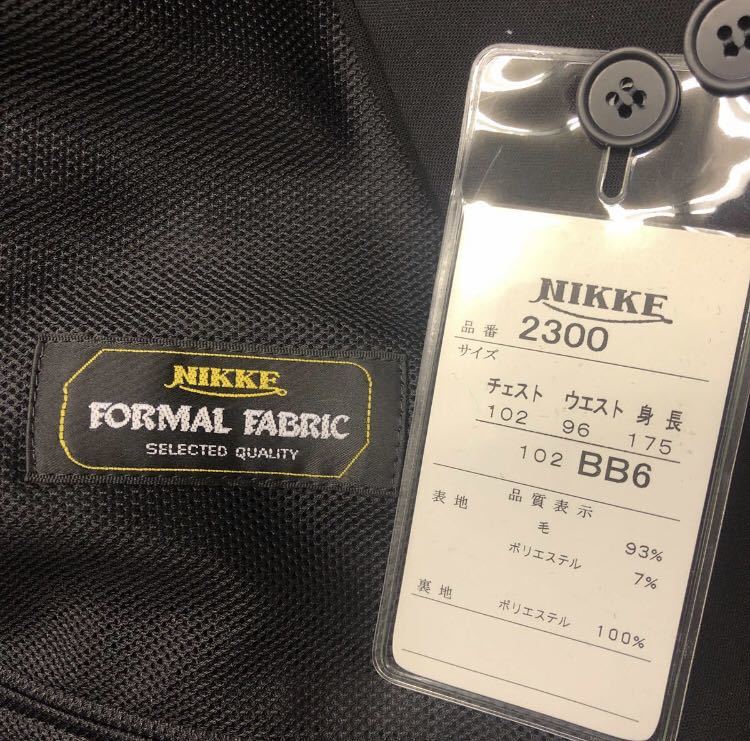 NIKKE
FORMAL FABRIC
SELECTED QUALITY
NIKKE
品番 2300
サイズ
チェスト ウエスト 身長
102 96 175
102 BB6
品質表示
表地
毛 93%
ポリエステル 7%
裏地
ポリエステル 100%